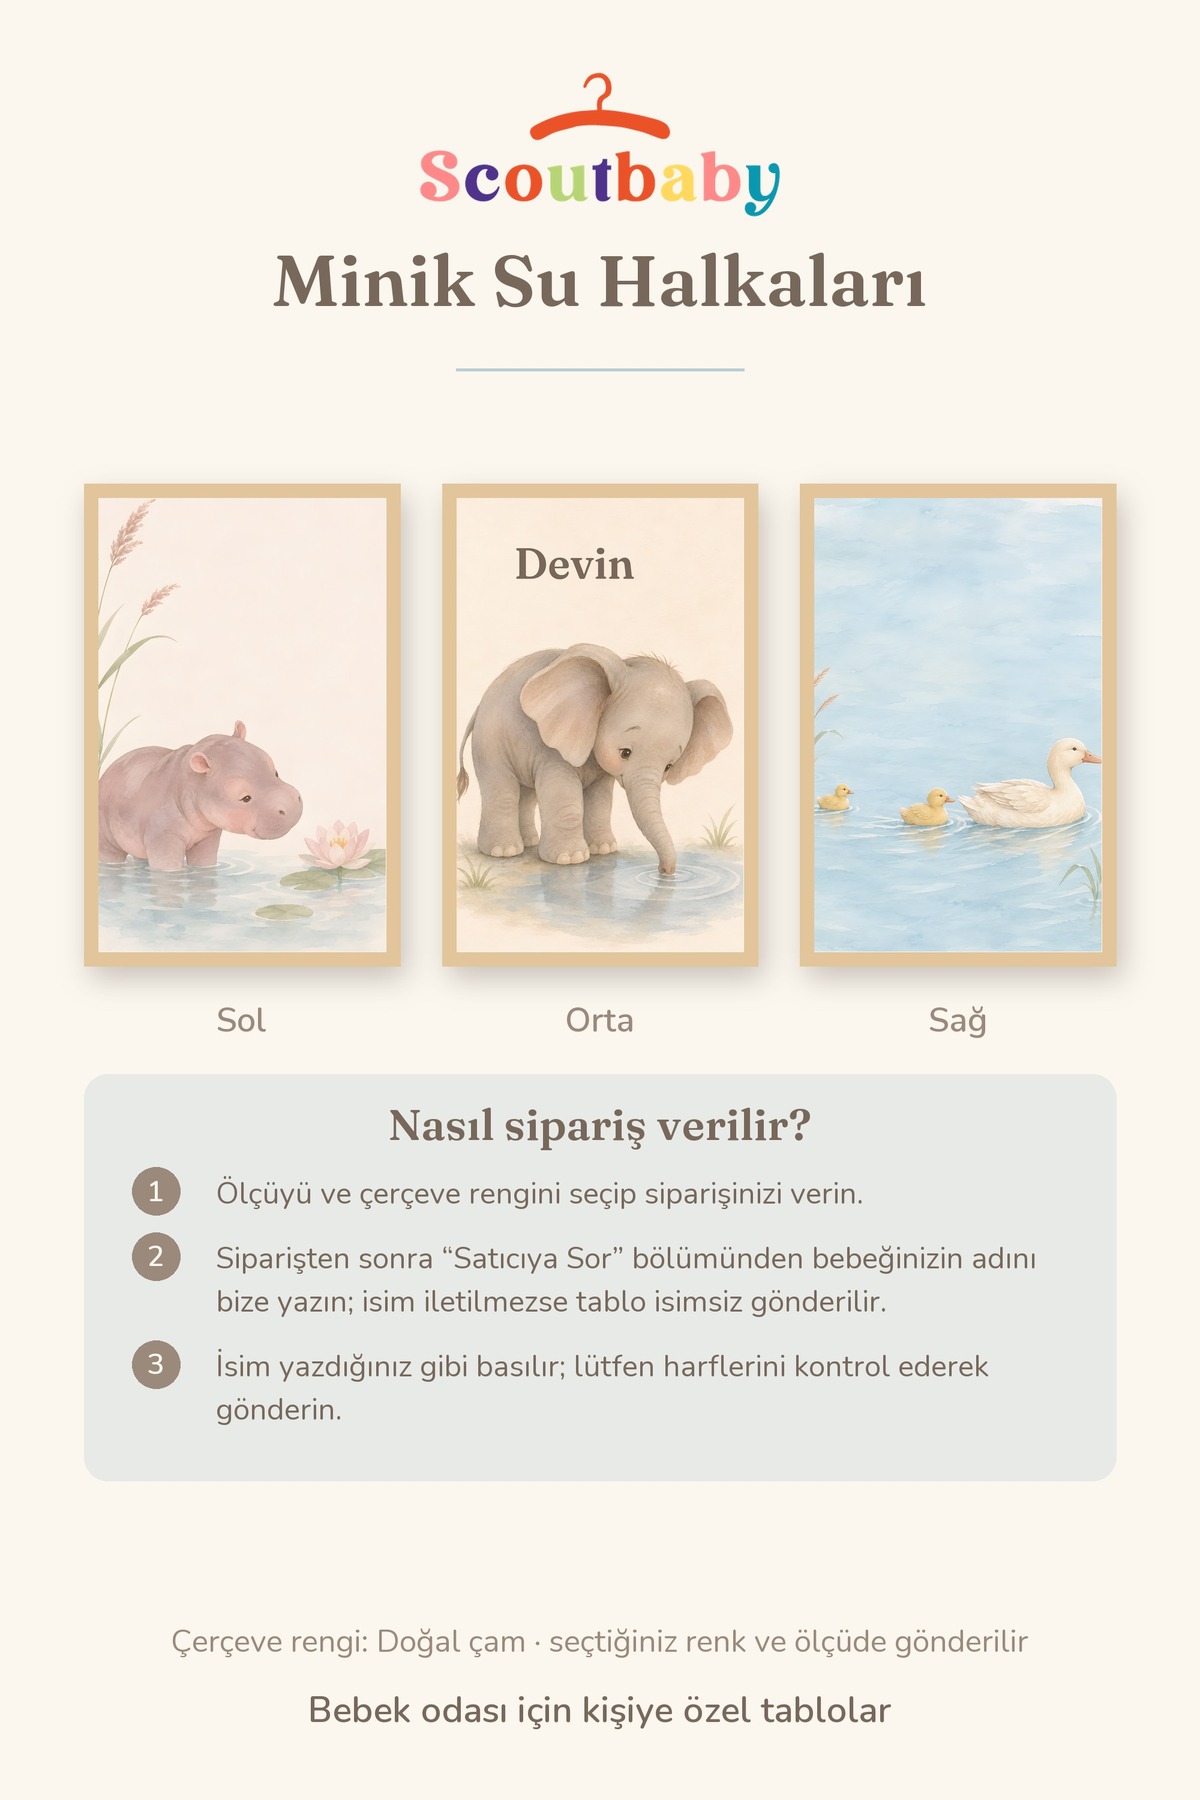 Scoutbaby
Minik Su Halkaları
Devin
Sol
Orta
Sağ
Nasıl sipariş verilir?
1 Ölçüyü ve çerçeve rengini seçip siparişinizi verin.
2 Siparişten sonra “Satıcıya Sor” bölümünden bebeğinizin adını
bize yazın; isim iletilmezse tablo isimsiz gönderilir.
3 İsim yazdığınız gibi basılır; lütfen harflerini kontrol ederek
gönderin.
Çerçeve rengi: Doğal çam · seçtiğiniz renk ve ölçüde gönderilir
Bebek odası için kişiye özel tablolar